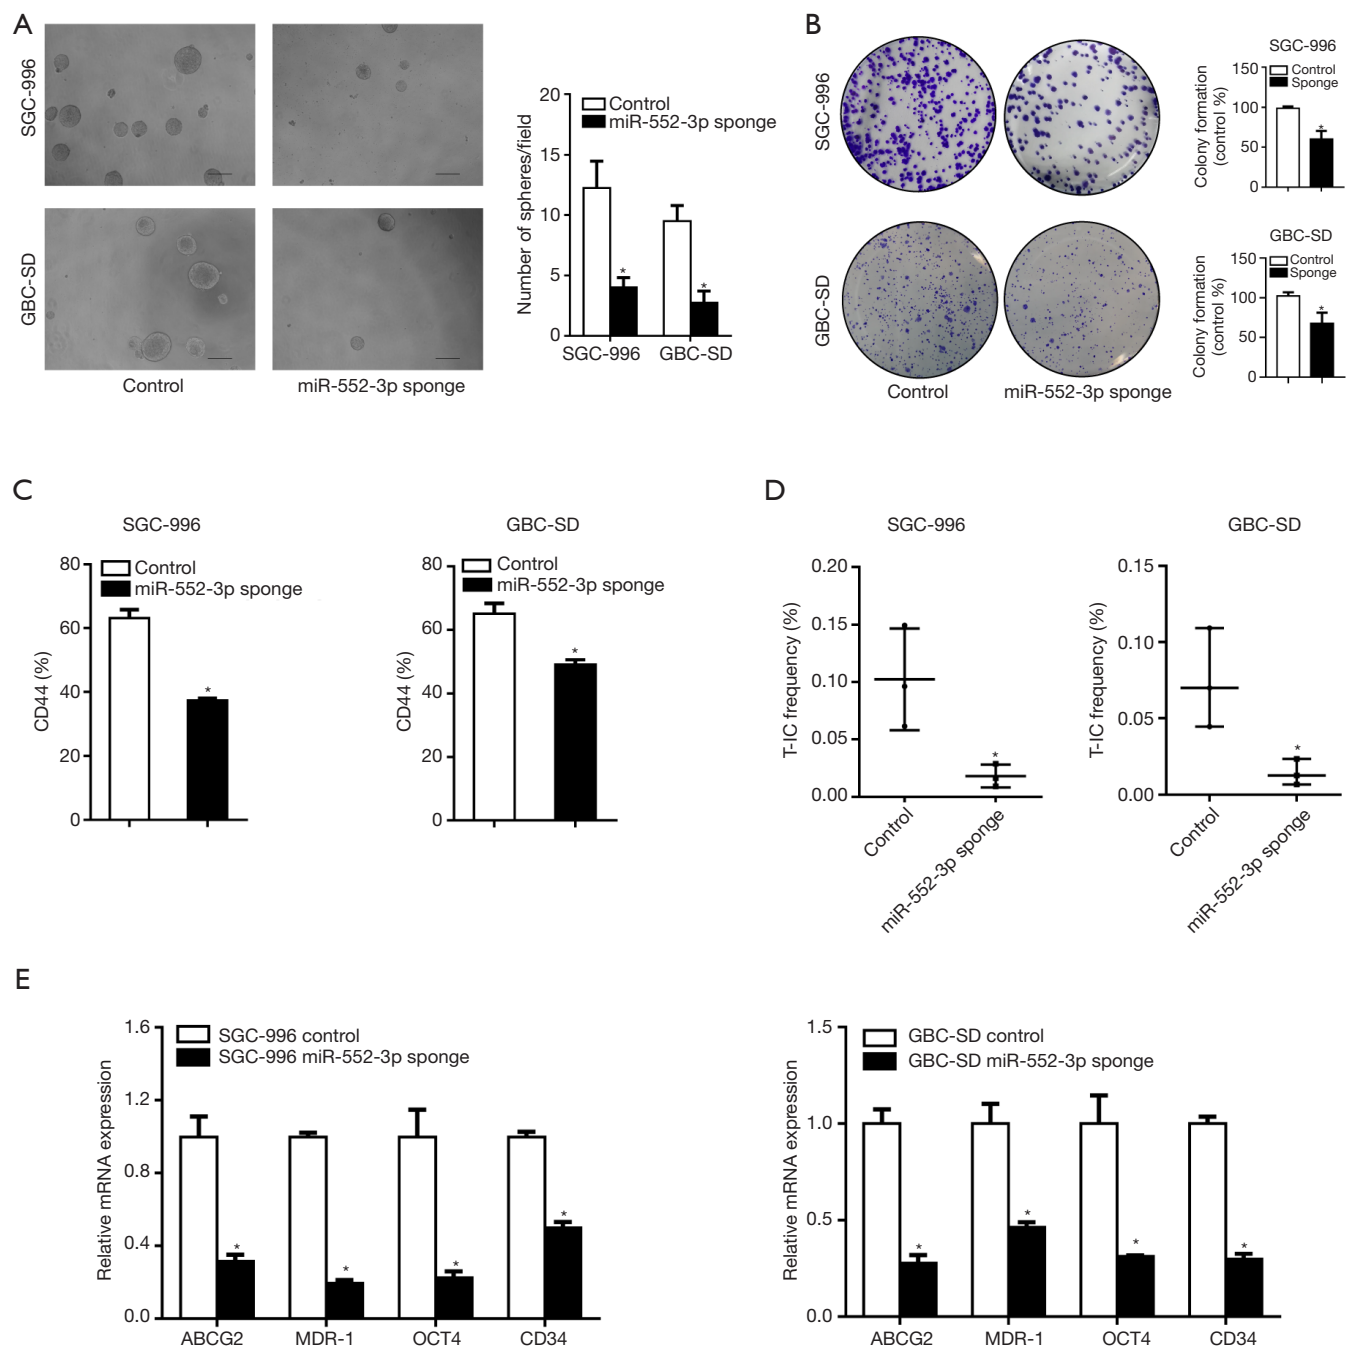 A
SGC-996
GBC-SD
Control
miR-552-3p sponge
Number of spheres/field
20
15
10
5
0
Control
miR-552-3p sponge
SGC-996
GBC-SD
*
*
B
SGC-996
GBC-SD
Control
miR-552-3p sponge
SGC-996
Colony formation
(control %)
150
100
50
0
Control
Sponge
*
GBC-SD
Colony formation
(control %)
150
100
50
0
Control
Sponge
*
C
SGC-996
CD44 (%)
80
60
40
20
0
Control
miR-552-3p sponge
*
GBC-SD
CD44 (%)
80
60
40
20
0
Control
miR-552-3p sponge
*
D
SGC-996
T-IC frequency (%)
0.20
0.15
0.10
0.05
0.00
*
Control
miR-552-3p sponge
GBC-SD
T-IC frequency (%)
0.15
0.10
0.05
0.00
*
Control
miR-552-3p sponge
E
Relative mRNA expression
1.6
1.2
0.8
0.4
0.0
SGC-996 control
SGC-996 miR-552-3p sponge
*
*
*
*
ABCG2
MDR-1
OCT4
CD34
Relative mRNA expression
1.5
1.0
0.5
0.0
GBC-SD control
GBC-SD miR-552-3p sponge
*
*
*
*
ABCG2
MDR-1
OCT4
CD34